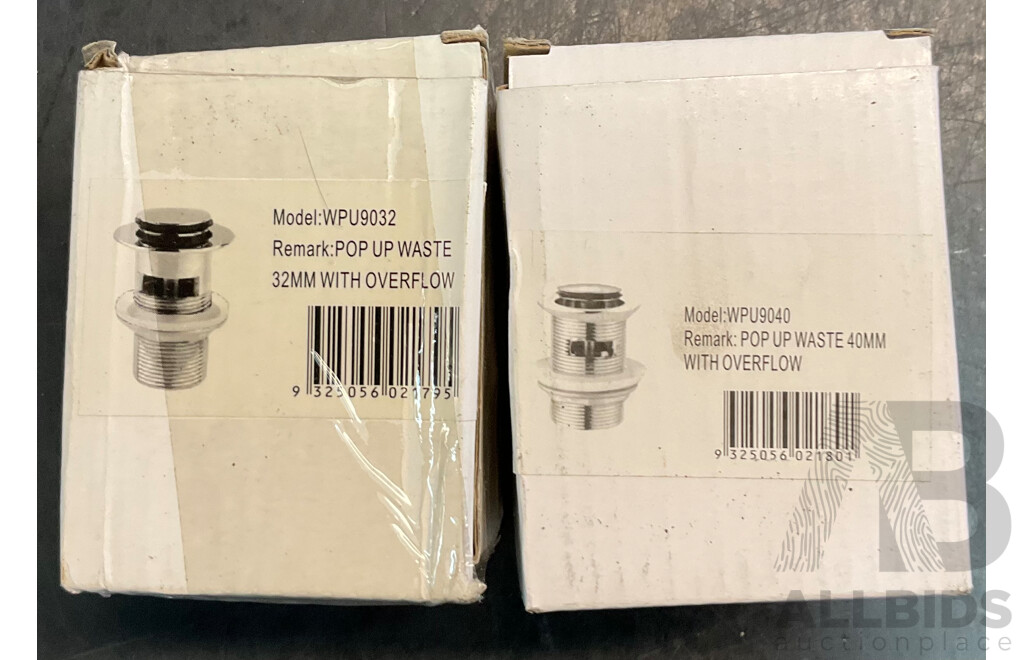 Model:WPU9032
Remark:POP UP WASTE
32MM WITH OVERFLOW
9 325056 021795
Model:WPU9040
Remark: POP UP WASTE 40MM
WITH OVERFLOW
9 325056 021801
AB
ALLBIDS
auctionplace